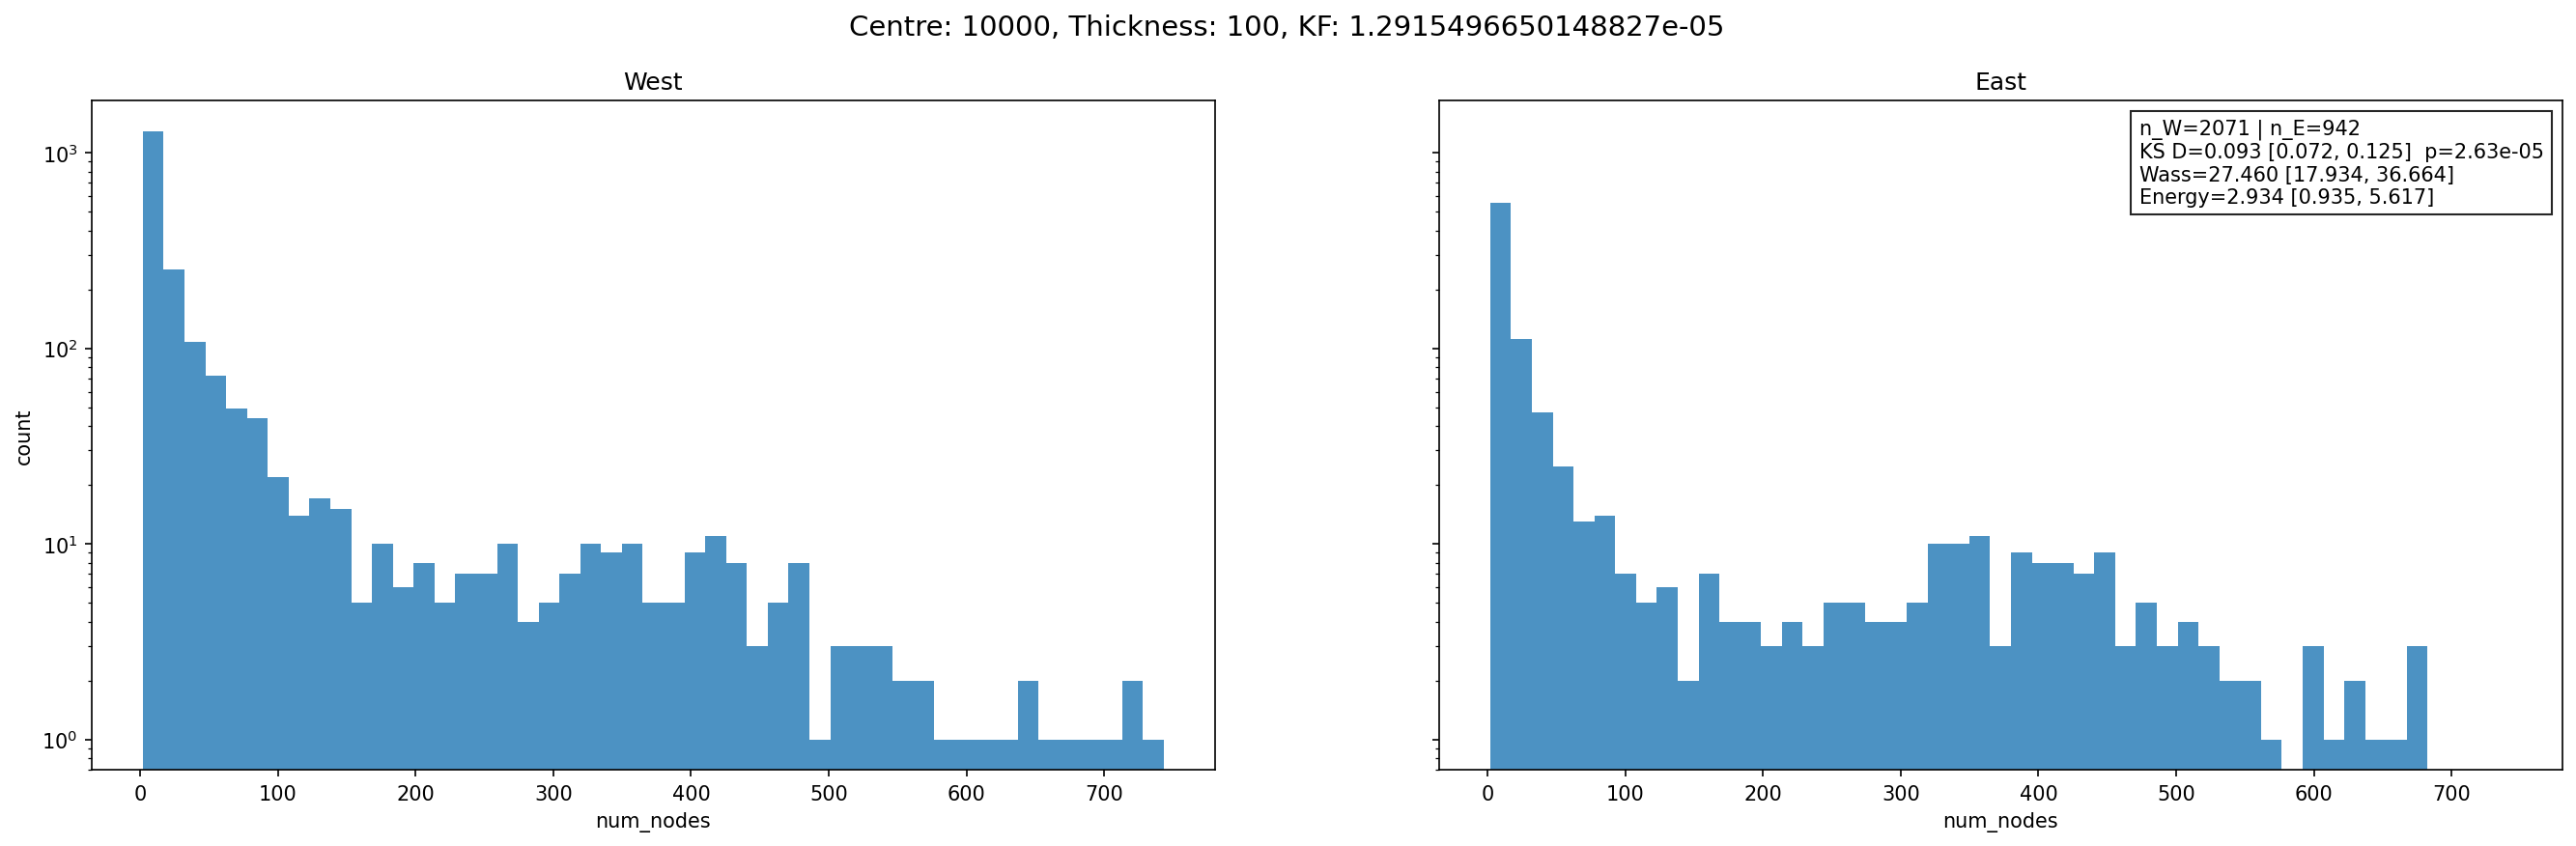 Centre: 10000, Thickness: 100, KF: 1.2915496650148827e-05
West
East
n_W=2071 | n_E=942
KS D=0.093 [0.072, 0.125]  p=2.63e-05
Wass=27.460 [17.934, 36.664]
Energy=2.934 [0.935, 5.617]
count
10³
10²
10¹
10⁰
0 100 200 300 400 500 600 700
0 100 200 300 400 500 600 700
num_nodes
num_nodes